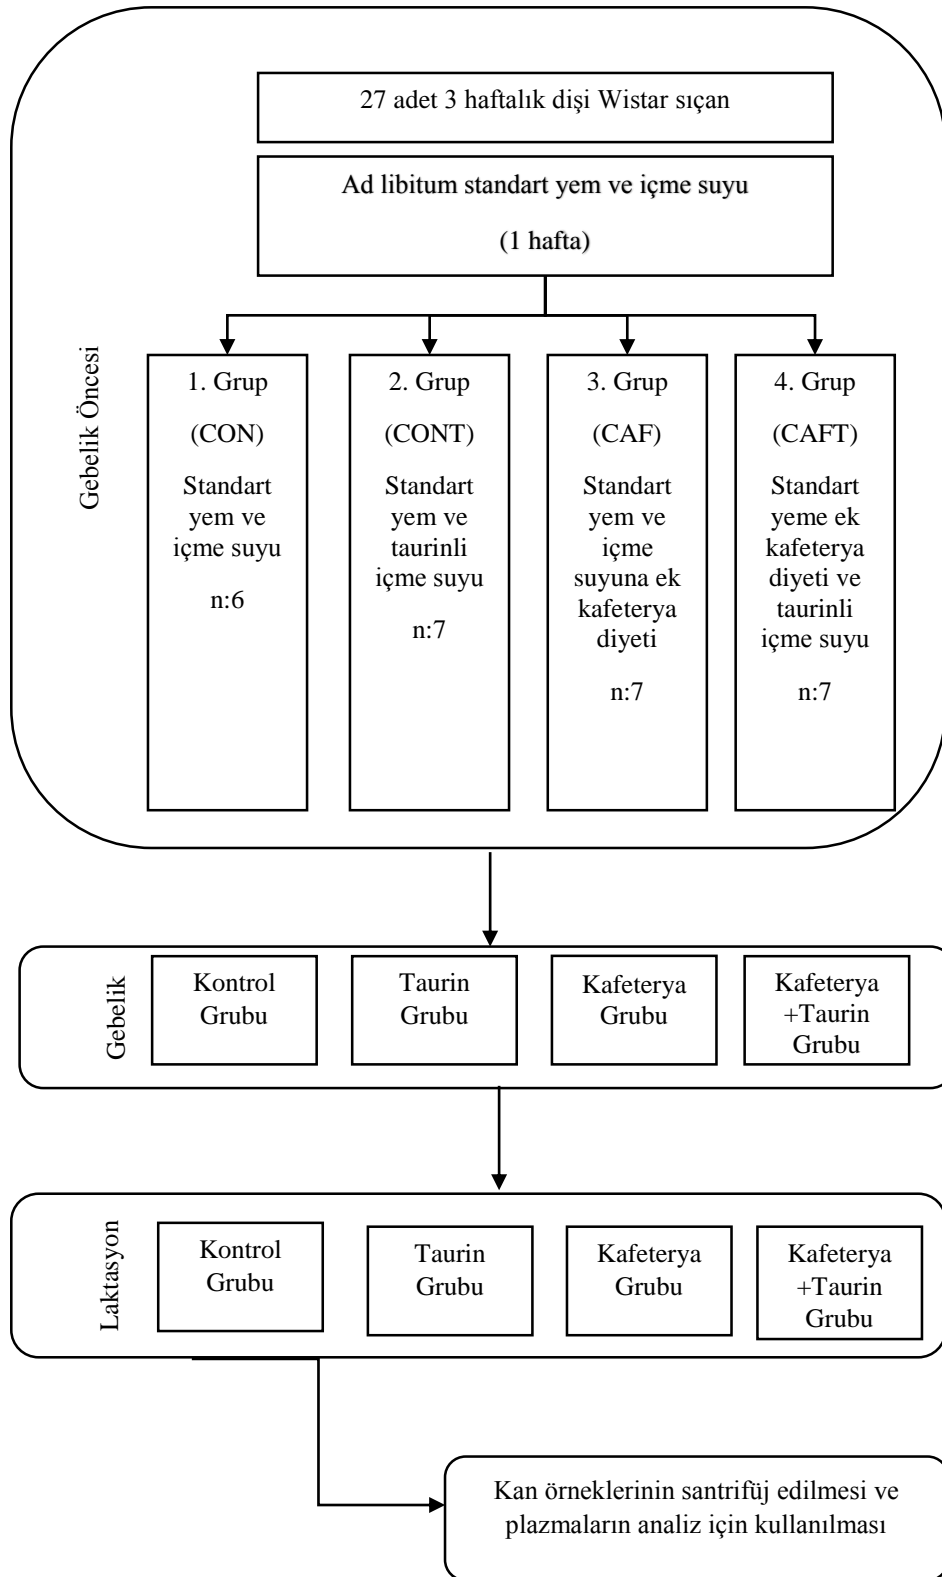 27 adet 3 haftalık dişi Wistar sıçan
Ad libitum standart yem ve içme suyu
(1 hafta)
Gebelik Öncesi
1. Grup
(CON)
Standart
yem ve
içme suyu
n:6
2. Grup
(CONT)
Standart
yem ve
taurinli
içme suyu
n:7
3. Grup
(CAF)
Standart
yem ve
içme
suyuna ek
kafeterya
diyeti
n:7
4. Grup
(CAFT)
Standart
yeme ek
kafeterya
diyeti ve
taurinli
içme suyu
n:7
Gebelik
Kontrol
Grubu
Taurin
Grubu
Kafeterya
Grubu
Kafeterya
+Taurin
Grubu
Laktasyon
Kontrol
Grubu
Taurin
Grubu
Kafeterya
Grubu
Kafeterya
+Taurin
Grubu
Kan örneklerinin santrifüj edilmesi ve
plazmaların analiz için kullanılması